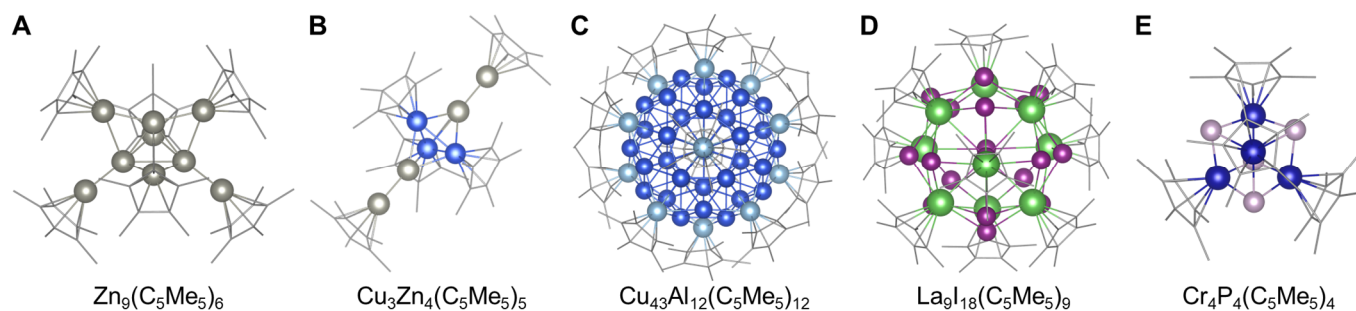 A B C D E
Zn₉(C₅Me₅)₆ Cu₃Zn₄(C₅Me₅)₅ Cu₄₃Al₁₂(C₅Me₅)₁₂ La₉I₁₈(C₅Me₅)₉ Cr₄P₄(C₅Me₅)₄